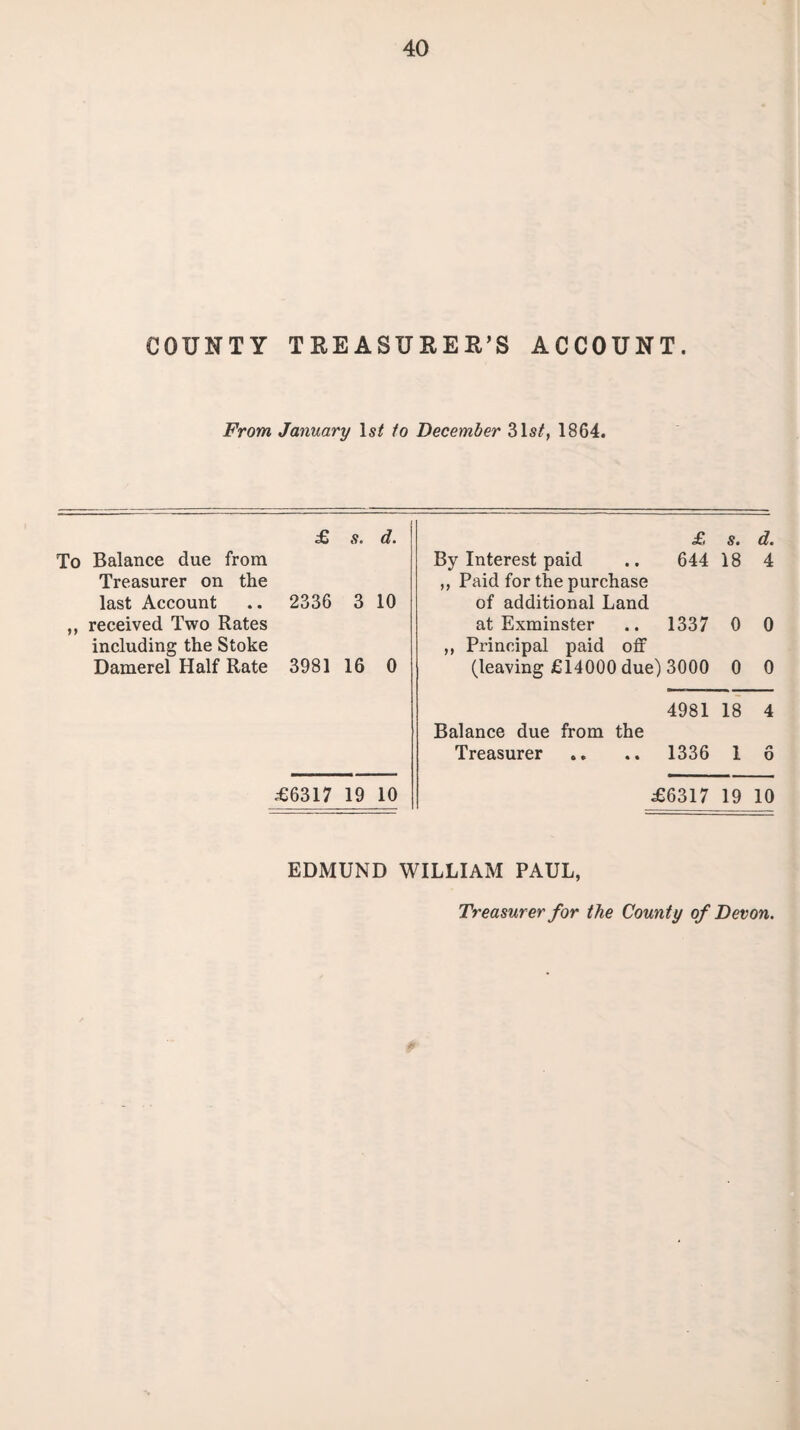 40
COUNTY TREASURER'S ACCOUNT.
From January 1st to December 31st, 1864.
£ s. d.
To Balance due from
Treasurer on the
last Account .. 2336 3 10
,, received Two Rates
including the Stoke
Damerel Half Rate 3981 16 0
£6317 19 10
£ s. d.
By Interest paid .. 644 18 4
,, Paid for the purchase
of additional Land
at Exminster .. 1337 0 0
,, Principal paid off
(leaving £14000 due) 3000 0 0
4981 18 4
Balance due from the
Treasurer .. .. 1336 1 6
£6317 19 10
EDMUND WILLIAM PAUL,
Treasurer for the County of Devon.